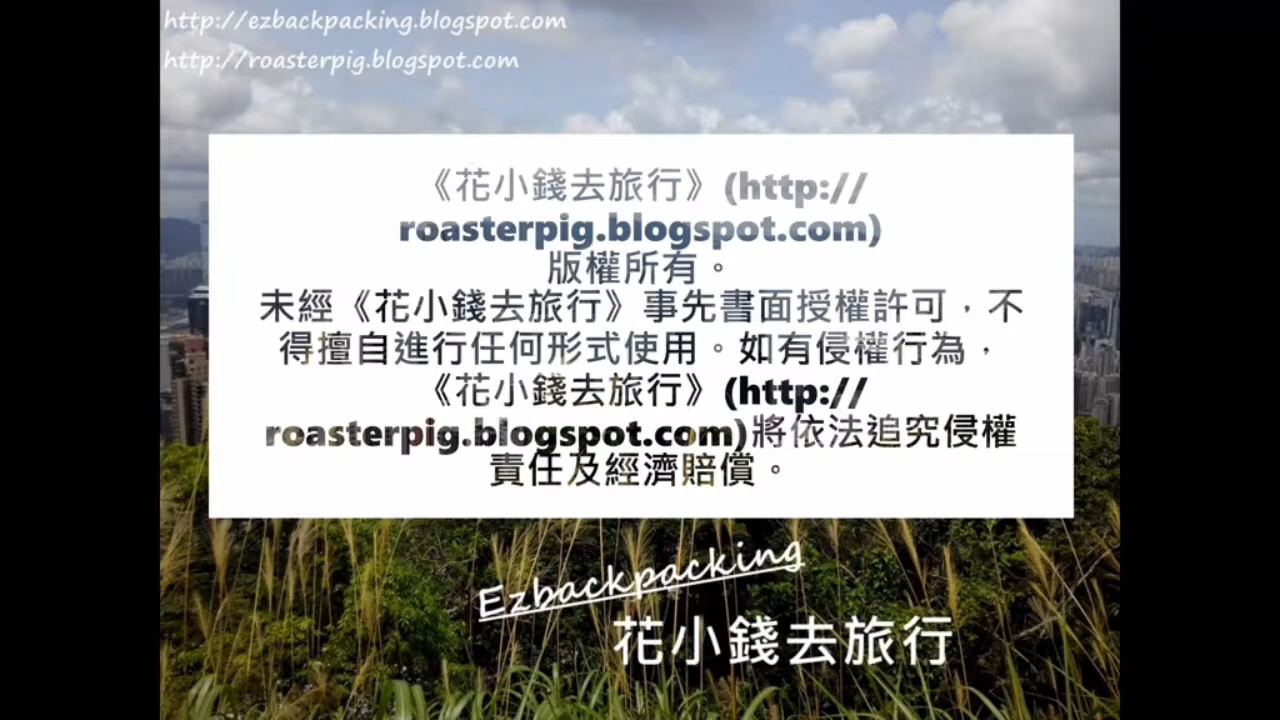 http://ezbackpacking.blogspot.com
http://roasterpig.blogspot.com
《花小錢去旅行》(http://
roasterpig.blogspot.com)
版權所有。
未經《花小錢去旅行》事先書面授權許可，不
得擅自進行任何形式使用。如有侵權行為，
《花小錢去旅行》(http://
roasterpig.blogspot.com)將依法追究侵權
責任及經濟賠償。
Ezbackpacking
花小錢去旅行